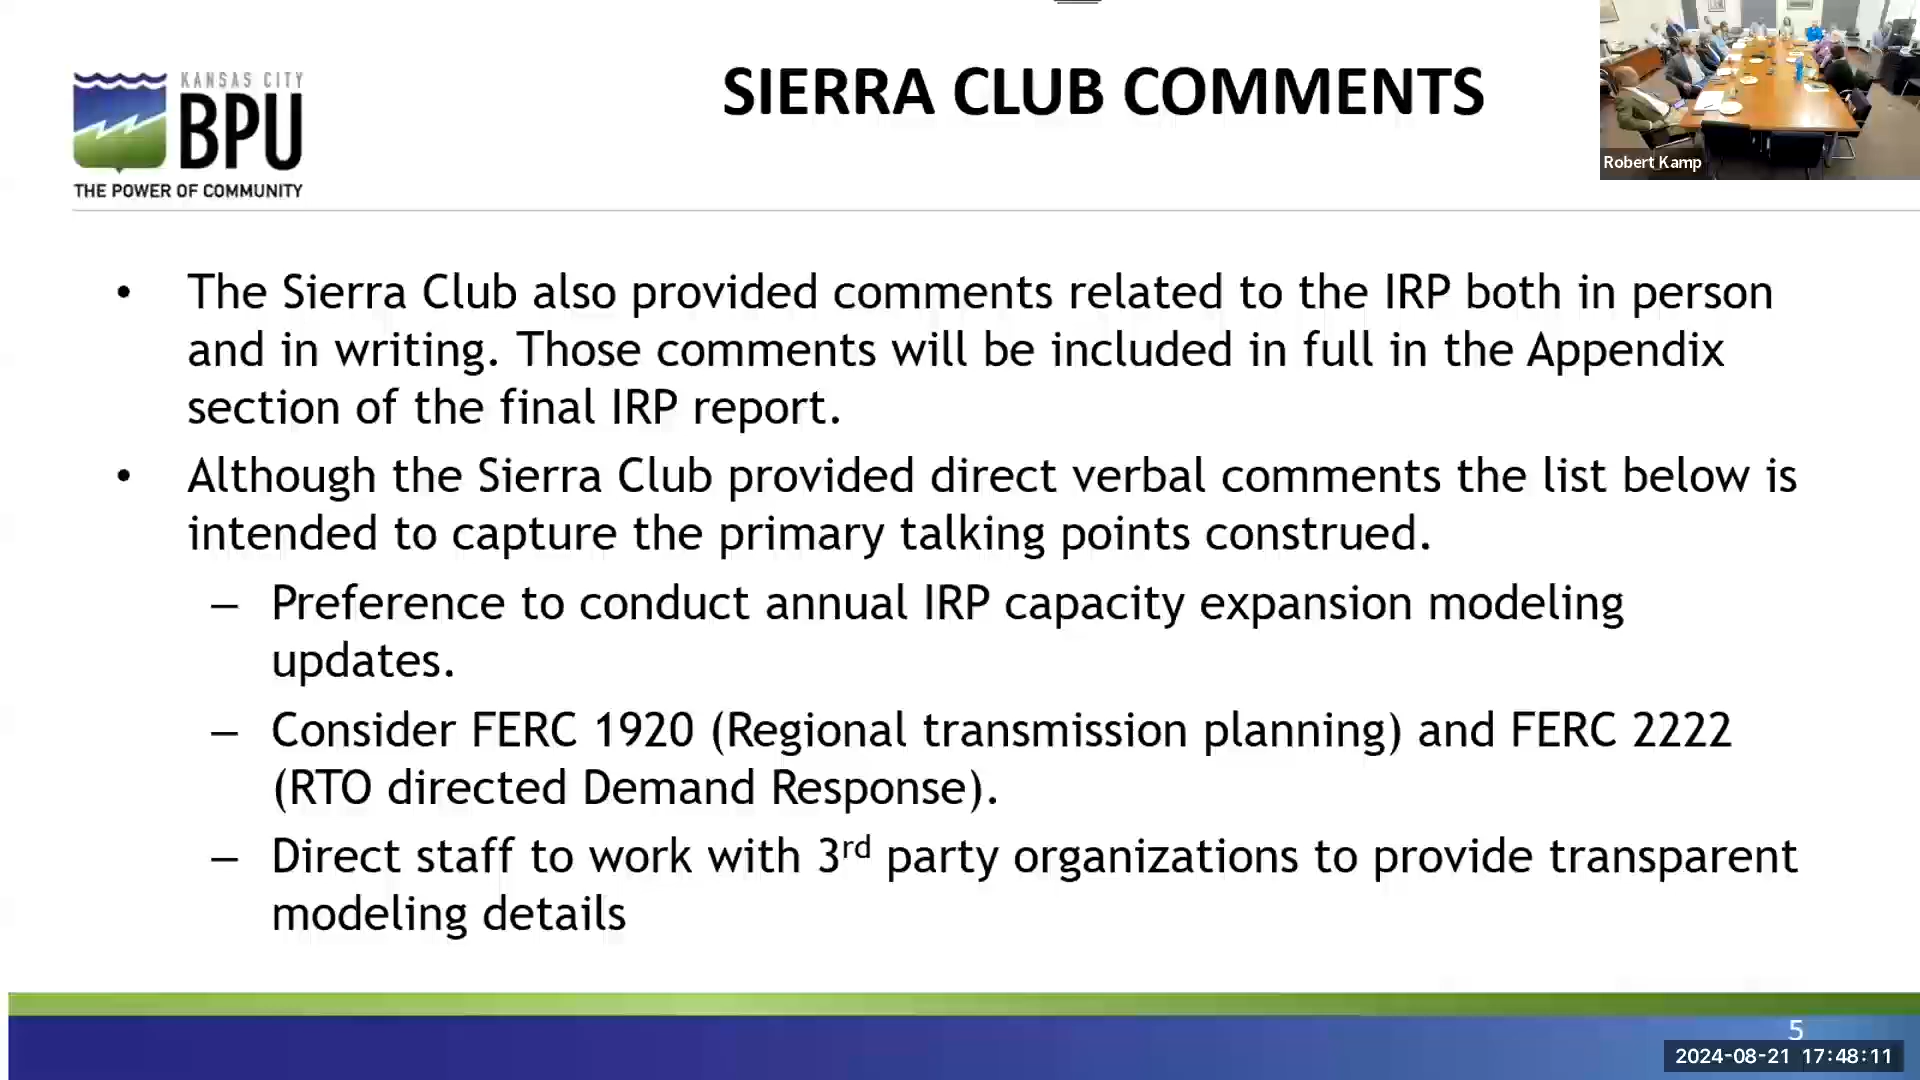 KANSAS CITY
BPU
THE POWER OF COMMUNITY
SIERRA CLUB COMMENTS
Robert Kamp
• The Sierra Club also provided comments related to the IRP both in person
and in writing. Those comments will be included in full in the Appendix
section of the final IRP report.
• Although the Sierra Club provided direct verbal comments the list below is
intended to capture the primary talking points construed.
– Preference to conduct annual IRP capacity expansion modeling
updates.
– Consider FERC 1920 (Regional transmission planning) and FERC 2222
(RTO directed Demand Response).
– Direct staff to work with 3rd party organizations to provide transparent
modeling details
5
2024-08-21 17:48:11